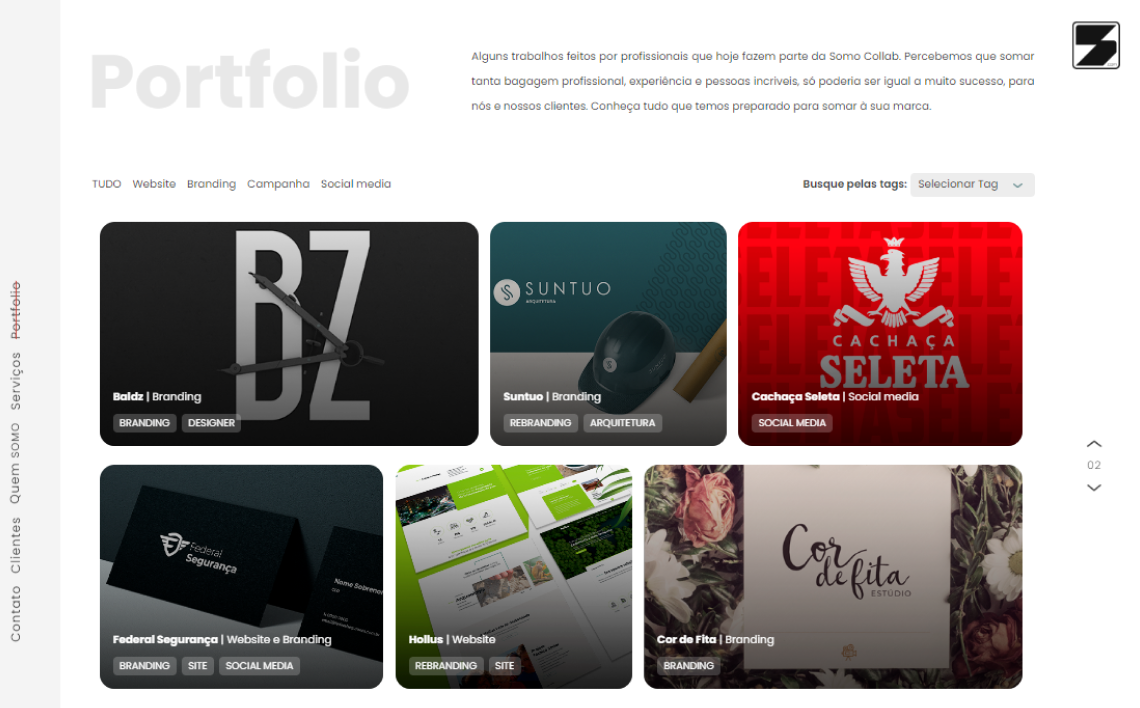 Portfolio
Alguns trabalhos feitos por profissionais que hoje fazem parte da Somo Collab. Percebemos que somar
tanta bagagem profissional, experiência e pessoas incríveis, só poderia ser igual a muito sucesso, para
nós e nossos clientes. Conheça tudo que temos preparado para somar à sua marca.
TUDO Website Branding Campanha Social media
Busque pelas tags: Selecionar Tag
BZ
Baldz | Branding
BRANDING DESIGNER
SUNTUO
ARQUITETURA
Suntuo | Branding
REBRANDING ARQUITETURA
CACHAÇA
SELETA
Cachaça Seleta | Social media
SOCIAL MEDIA
Federal
Segurança
Nome Sobrenome
Federal Segurança | Website e Branding
BRANDING SITE SOCIAL MEDIA
Hollus | Website
REBRANDING SITE
Cor
de fita
ESTÚDIO
Cor de Fita | Branding
BRANDING
02
Portfolio
Serviços
Quem SOMO
Clientes
Contato